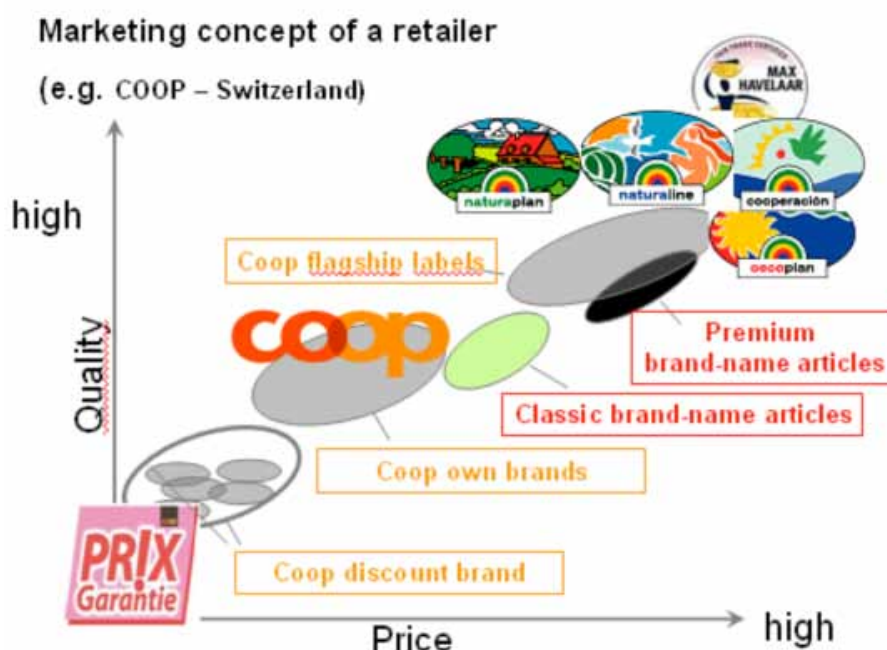 Marketing concept of a retailer
(e.g. COOP – Switzerland)
MAX
HAVELAAR
high
naturaplan
naturaline
cooperación
oecoplan
Coop flagship labels
coop
Premium
brand-name articles
Quality
Classic brand-name articles
Coop own brands
PR!X
Garantie
Coop discount brand
Price
high